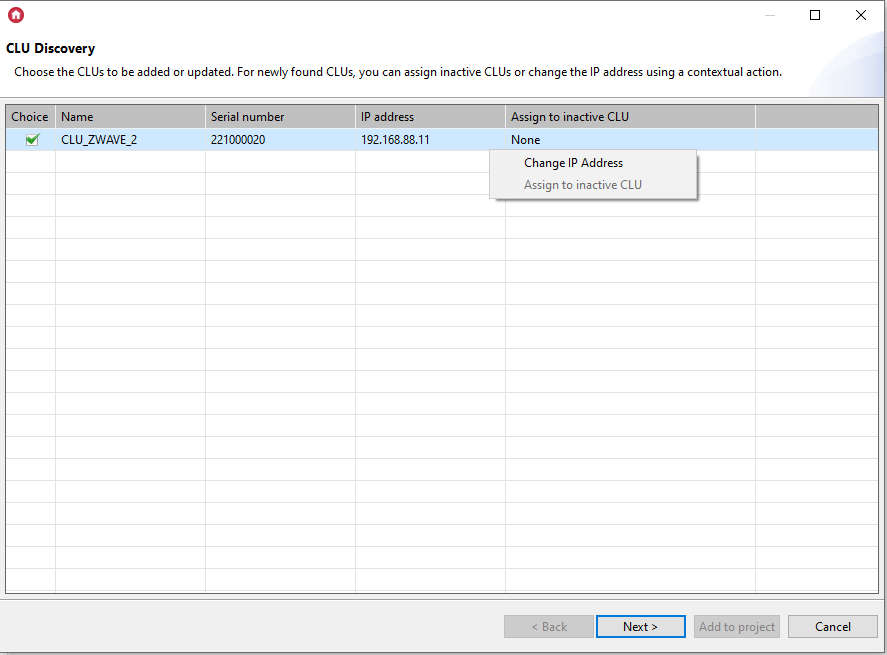 CLU Discovery
Choose the CLUs to be added or updated. For newly found CLUs, you can assign inactive CLUs or change the IP address using a contextual action.
Choice Name Serial number IP address Assign to inactive CLU
CLU_ZWAVE_2 221000020 192.168.88.11 None
Change IP Address
Assign to inactive CLU
< Back Next > Add to project Cancel